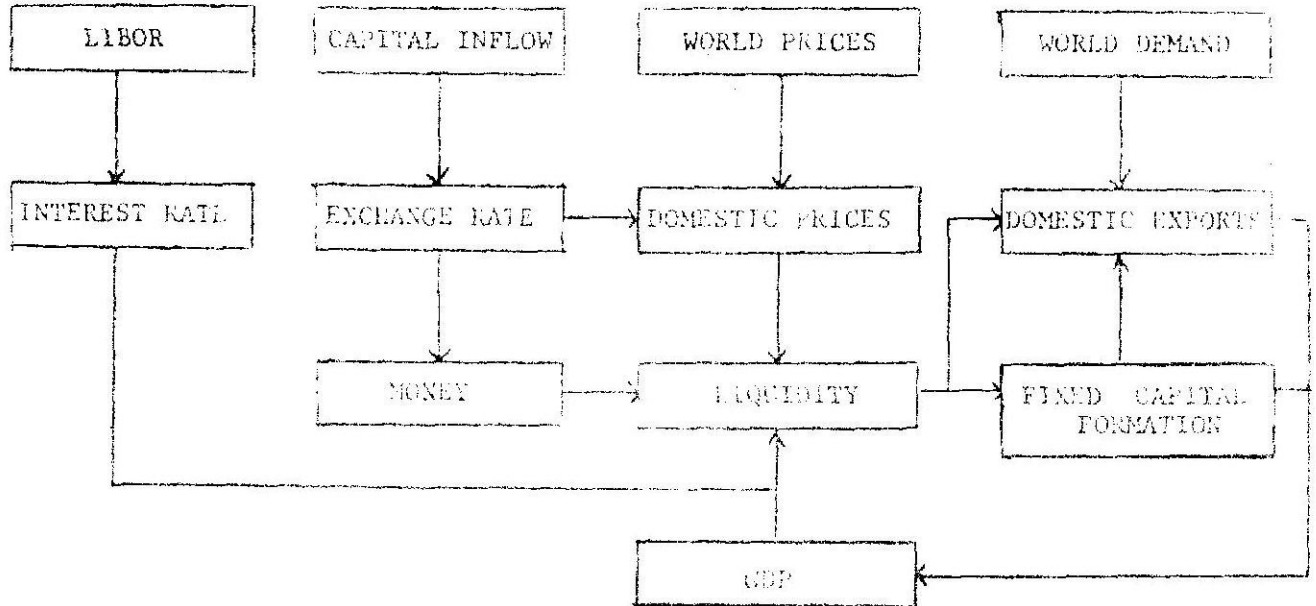 LIBOR
CAPITAL INFLOW
WORLD PRICES
WORLD DEMAND
INTEREST RATE
EXCHANGE RATE
DOMESTIC PRICES
DOMESTIC EXPORTS
MONEY
LIQUIDITY
FIXED CAPITAL
FORMATION
GDP